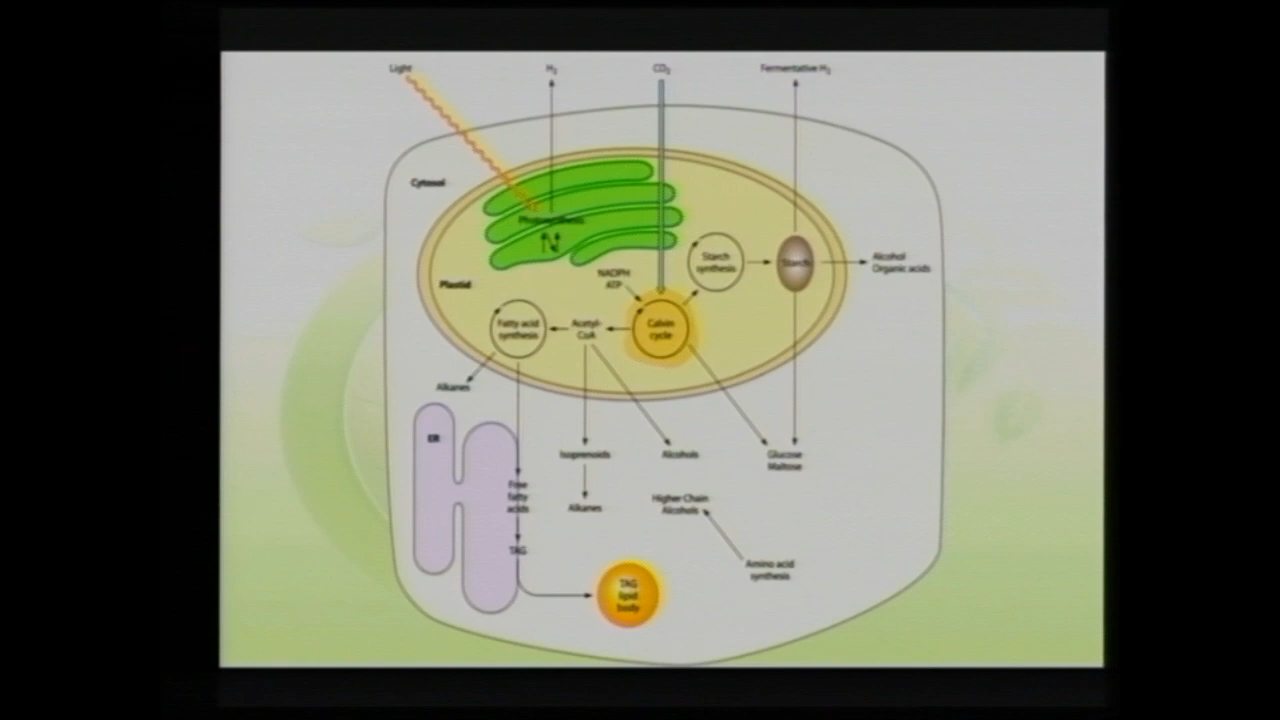 Light
H2
CO2
Fermentative H2
Cytosol
Photosynthesis
Plastid
NADPH
ATP
Starch
synthesis
Starch
Alcohol
Organic acids
Fatty acid
synthesis
Acetyl-
CoA
Calvin
cycle
Alkanes
ER
Isoprenoids
Alcohols
Glucose
Maltose
Free
fatty
acids
Alkanes
Higher Chain
Alcohols
TAG
Amino acid
synthesis
TAG
lipid
body